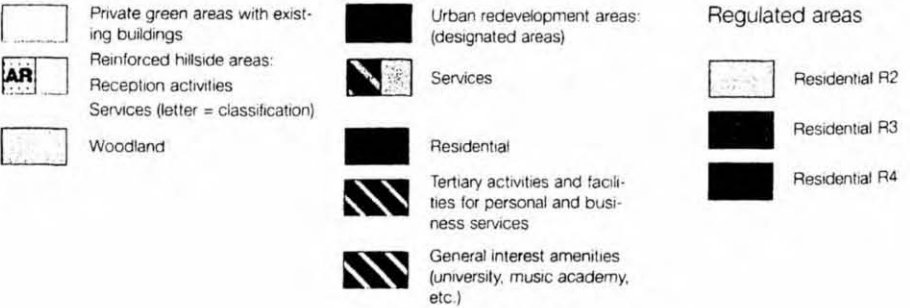 Private green areas with exist-
ing buildings
AR
Reinforced hillside areas:
Reception activities
Services (letter = classification)
Woodland
Urban redevelopment areas:
(designated areas)
Services
Residential
Tertiary activities and facili-
ties for personal and busi-
ness services
General interest amenities
(university, music academy,
etc.)
Regulated areas
Residential R2
Residential R3
Residential R4